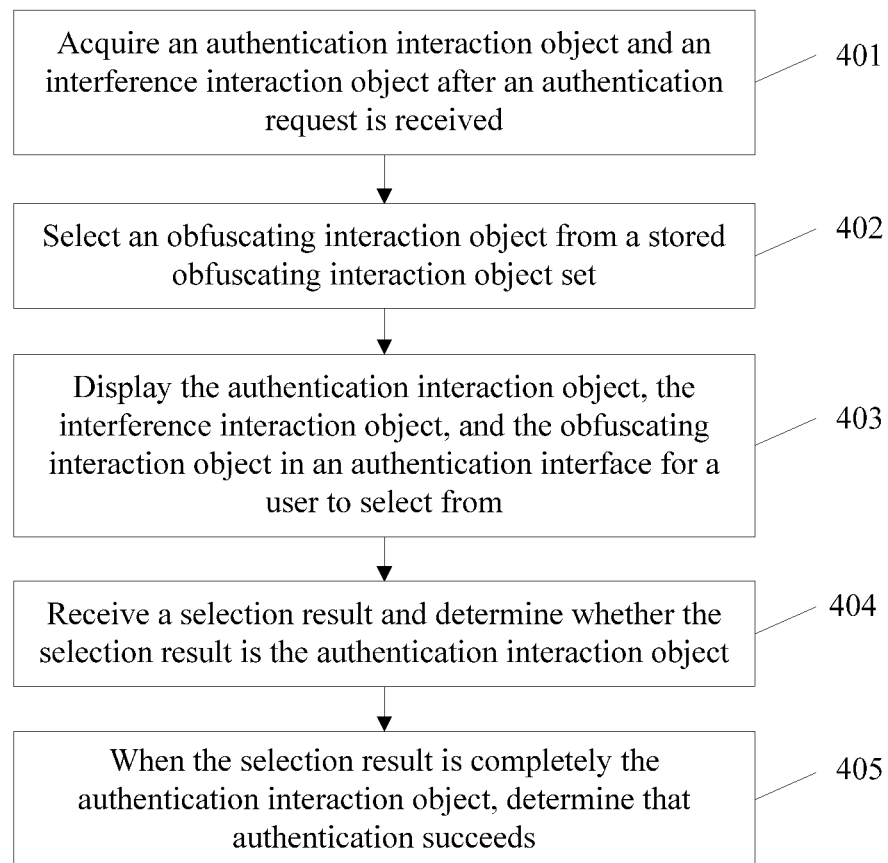 Acquire an authentication interaction object and an
interference interaction object after an authentication
request is received
401
Select an obfuscating interaction object from a stored
obfuscating interaction object set
402
Display the authentication interaction object, the
interference interaction object, and the obfuscating
interaction object in an authentication interface for a
user to select from
403
Receive a selection result and determine whether the
selection result is the authentication interaction object
404
When the selection result is completely the
authentication interaction object, determine that
authentication succeeds
405